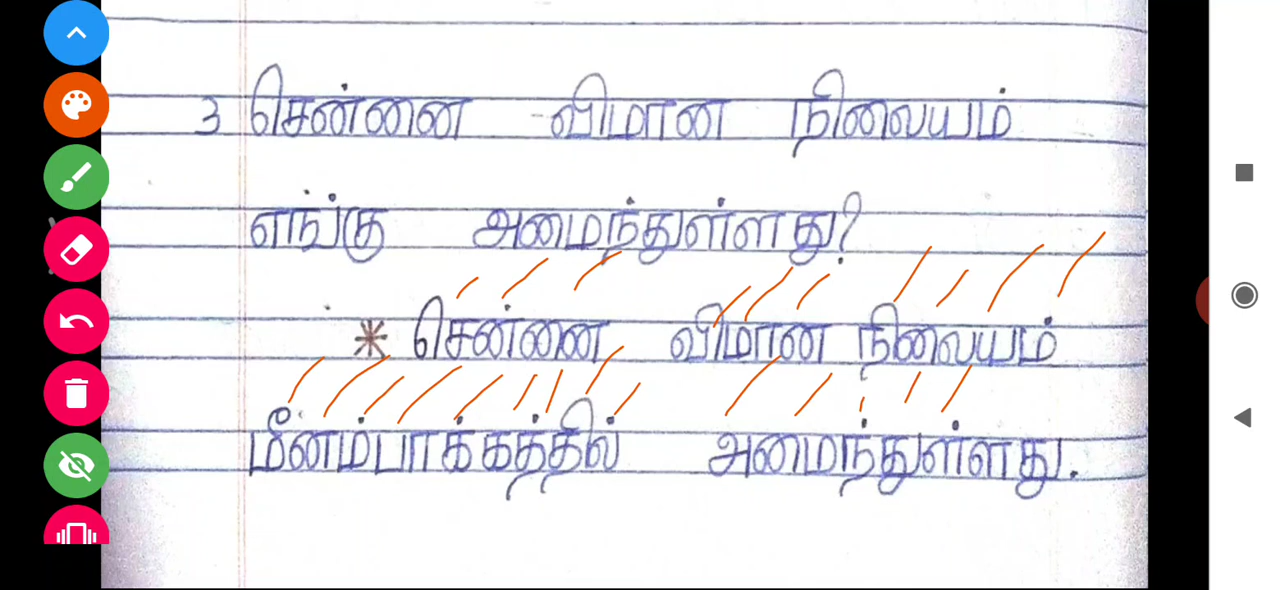 3 சென்னை விமான நிலையம்
எங்கு அமைந்துள்ளது?
* சென்னை விமான நிலையம்
மீனம்பாக்கத்தில் அமைந்துள்ளது.